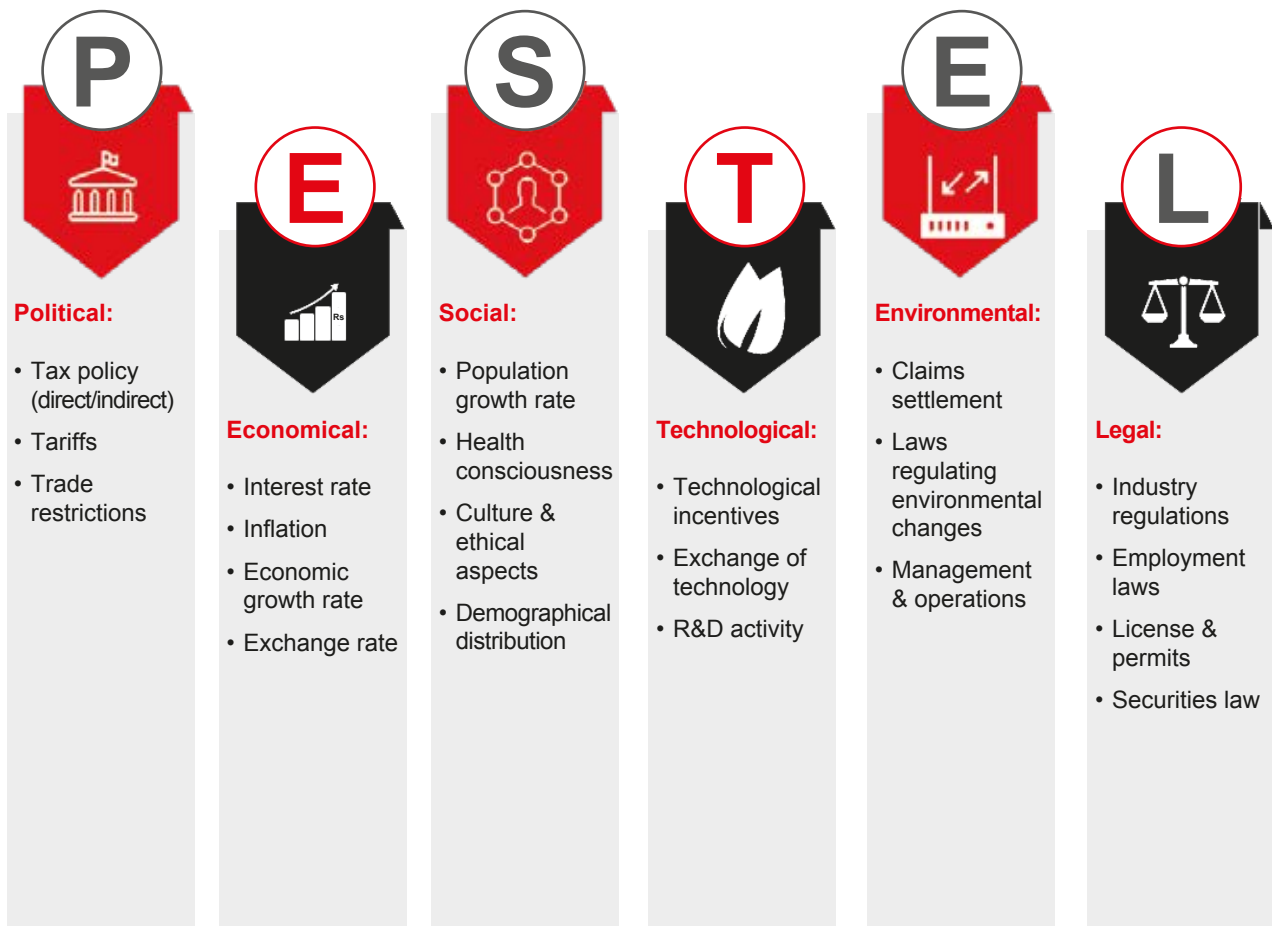 P
Political:
• Tax policy
(direct/indirect)
• Tariffs
• Trade
restrictions
E
Rs
Economical:
• Interest rate
• Inflation
• Economic
growth rate
• Exchange rate
S
Social:
• Population
growth rate
• Health
consciousness
• Culture &
ethical
aspects
• Demographical
distribution
T
Technological:
• Technological
incentives
• Exchange of
technology
• R&D activity
E
Environmental:
• Claims
settlement
• Laws
regulating
environmental
changes
• Management
& operations
L
Legal:
• Industry
regulations
• Employment
laws
• License &
permits
• Securities law